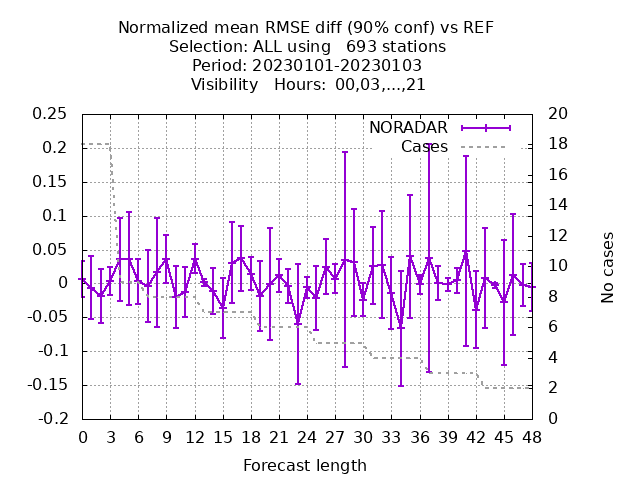 Normalized mean RMSE diff (90% conf) vs REF
Selection: ALL using   693 stations
Period: 20230101-20230103
Visibility   Hours:  00,03,...,21
NORADAR
Cases
0.25
0.2
0.15
0.1
0.05
0
-0.05
-0.1
-0.15
-0.2
20
18
16
14
12
10
8
6
4
2
0
No cases
0 3 6 9 12 15 18 21 24 27 30 33 36 39 42 45 48
Forecast length